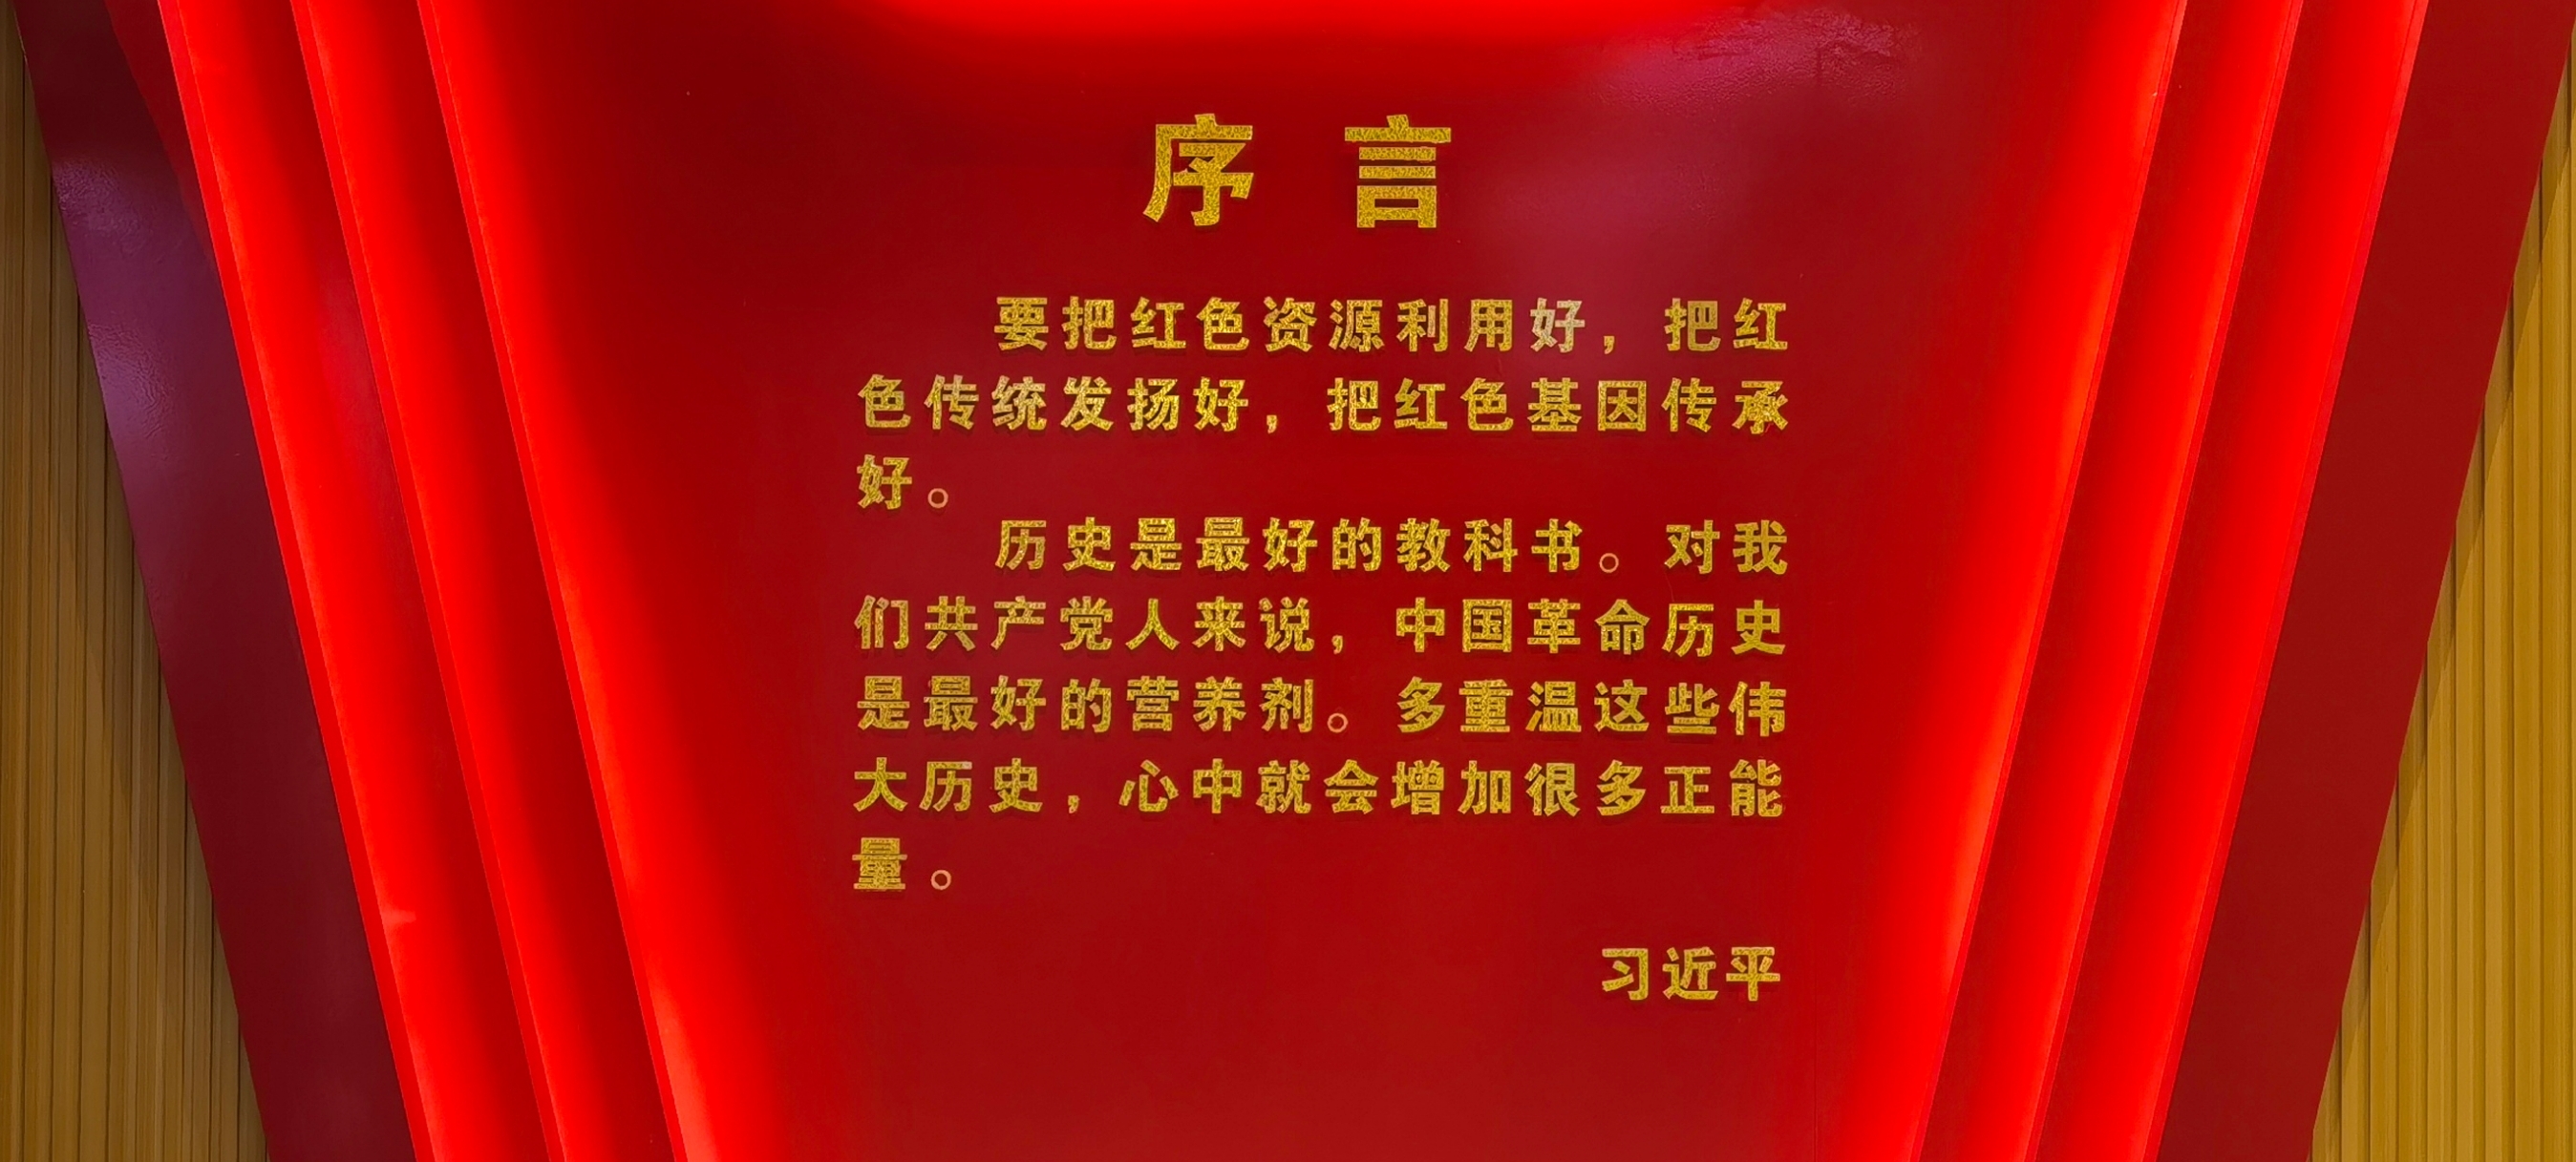 序言
要把红色资源利用好，把红
色传统发扬好，把红色基因传承
好。
历史是最好的教科书。对我
们共产党人来说，中国革命历史
是最好的营养剂。多重温这些伟
大历史，心中就会增加很多正能
量。
习近平